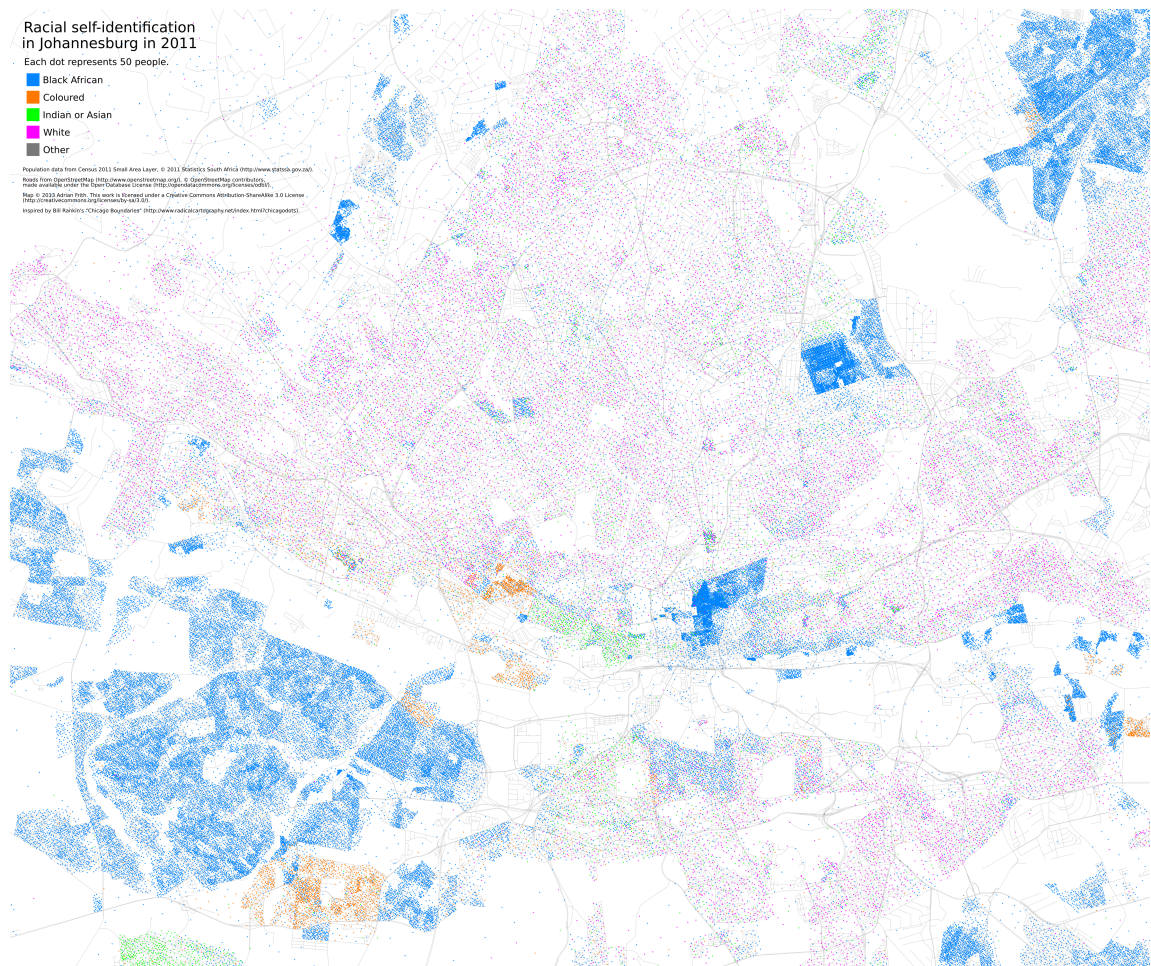 Racial self-identification
in Johannesburg in 2011
Each dot represents 50 people.
Black African
Coloured
Indian or Asian
White
Other
Population data from Census 2011 Small Area Layer, © 2011 Statistics South Africa (http://www.statssa.gov.za/).
Roads from OpenStreetMap (http://www.openstreetmap.org/), © OpenStreetMap contributors,
made available under the Open Database License (http://opendatacommons.org/licenses/odbl/).
Map © 2013 Adrian Frith. This work is licensed under a Creative Commons Attribution-ShareAlike 3.0 License
(http://creativecommons.org/licenses/by-sa/3.0/).
Inspired by Bill Rankin's "Chicago Boundaries" (http://www.radicalcartography.net/index.html?chicagodots).